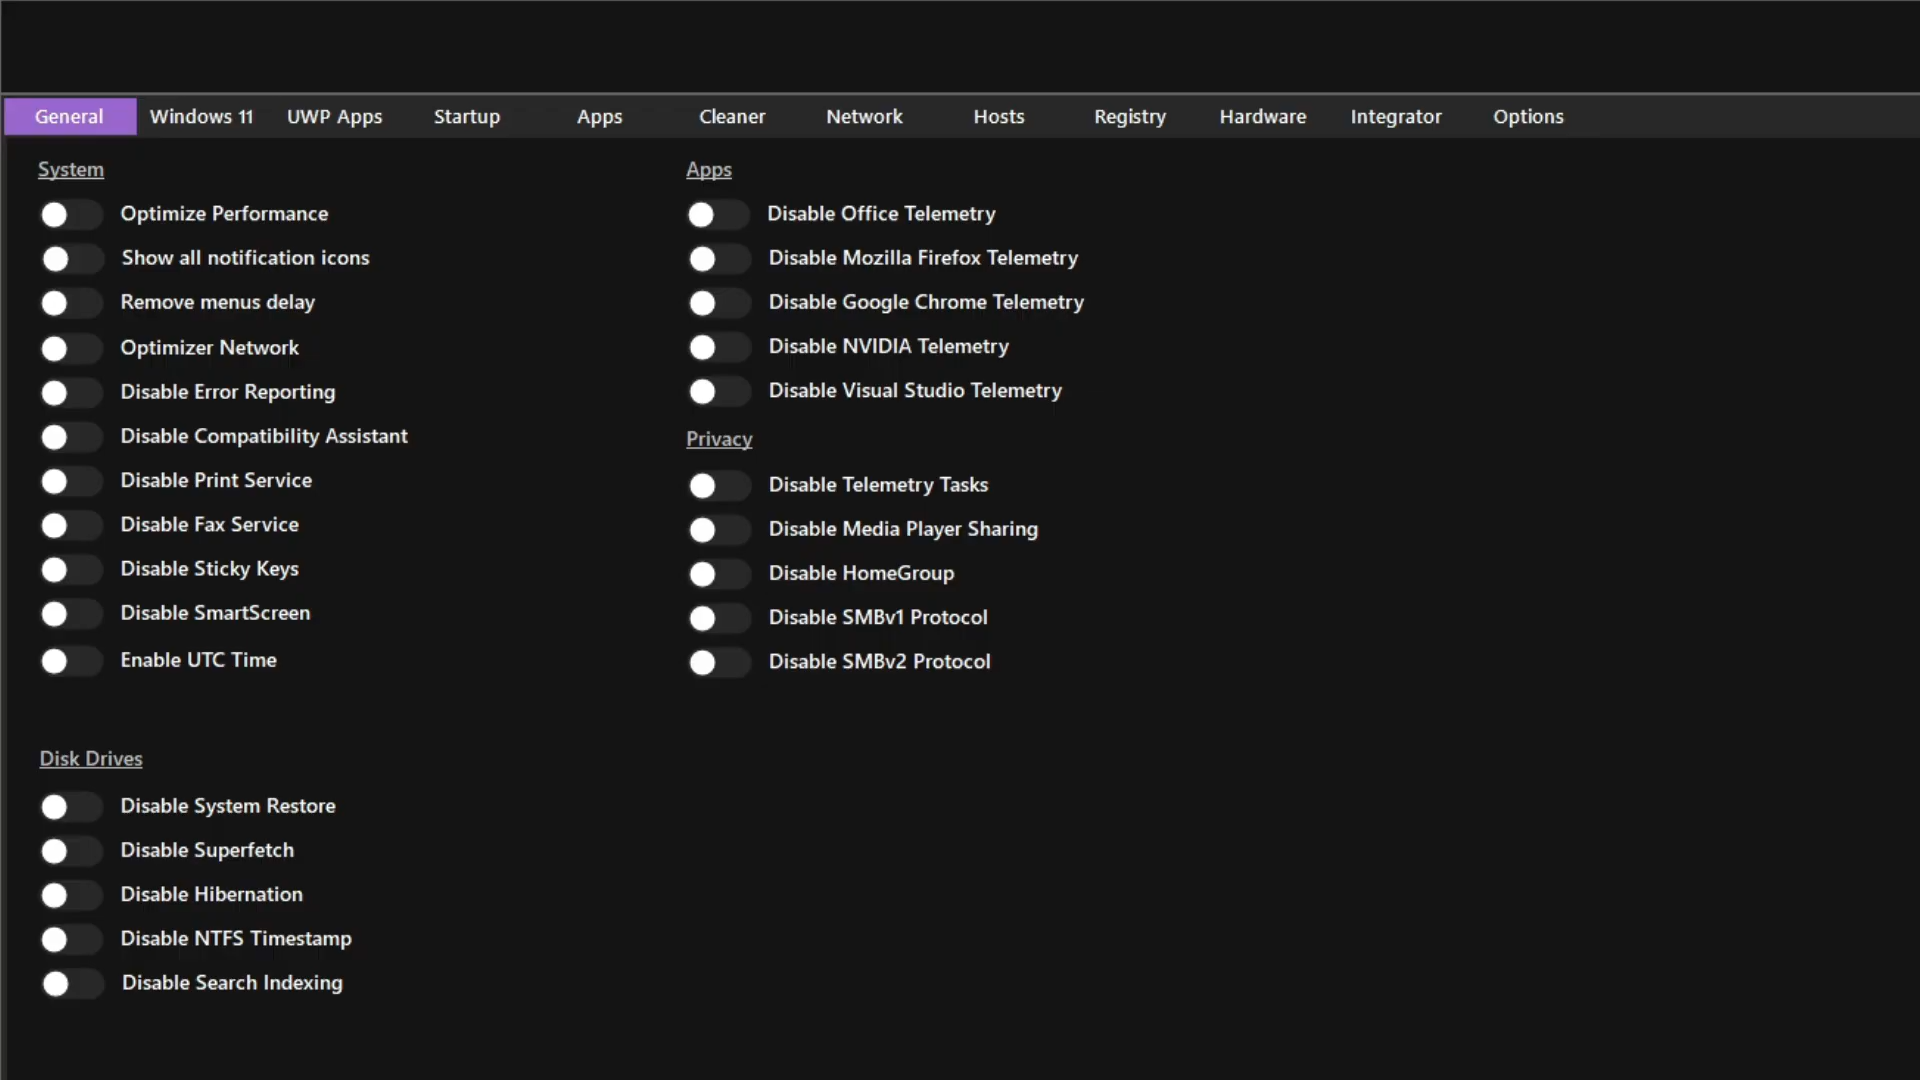 General Windows 11 UWP Apps Startup Apps Cleaner Network Hosts Registry Hardware Integrator Options
System
Optimize Performance
Show all notification icons
Remove menus delay
Optimizer Network
Disable Error Reporting
Disable Compatibility Assistant
Disable Print Service
Disable Fax Service
Disable Sticky Keys
Disable SmartScreen
Enable UTC Time
Disk Drives
Disable System Restore
Disable Superfetch
Disable Hibernation
Disable NTFS Timestamp
Disable Search Indexing
Apps
Disable Office Telemetry
Disable Mozilla Firefox Telemetry
Disable Google Chrome Telemetry
Disable NVIDIA Telemetry
Disable Visual Studio Telemetry
Privacy
Disable Telemetry Tasks
Disable Media Player Sharing
Disable HomeGroup
Disable SMBv1 Protocol
Disable SMBv2 Protocol